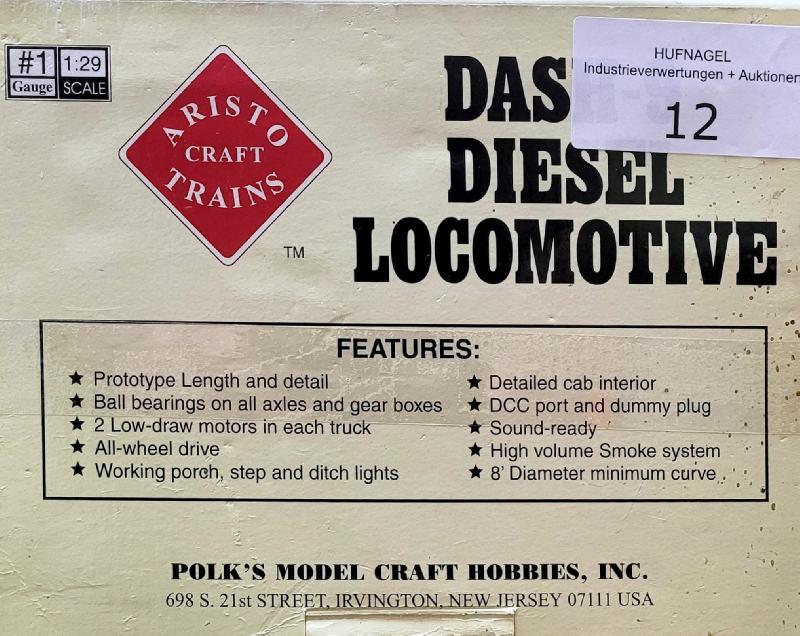 #1 1:29
Gauge SCALE
ARISTO
CRAFT
TRAINS
TM
HUFNAGEL
Industrieverwertungen + Auktionen
12
DIESEL
LOCOMOTIVE
FEATURES:
★ Prototype Length and detail
★ Ball bearings on all axles and gear boxes
★ 2 Low-draw motors in each truck
★ All-wheel drive
★ Working porch, step and ditch lights
★ Detailed cab interior
★ DCC port and dummy plug
★ Sound-ready
★ High volume Smoke system
★ 8' Diameter minimum curve
POLK'S MODEL CRAFT HOBBIES, INC.
698 S. 21st STREET, IRVINGTON, NEW JERSEY 07111 USA